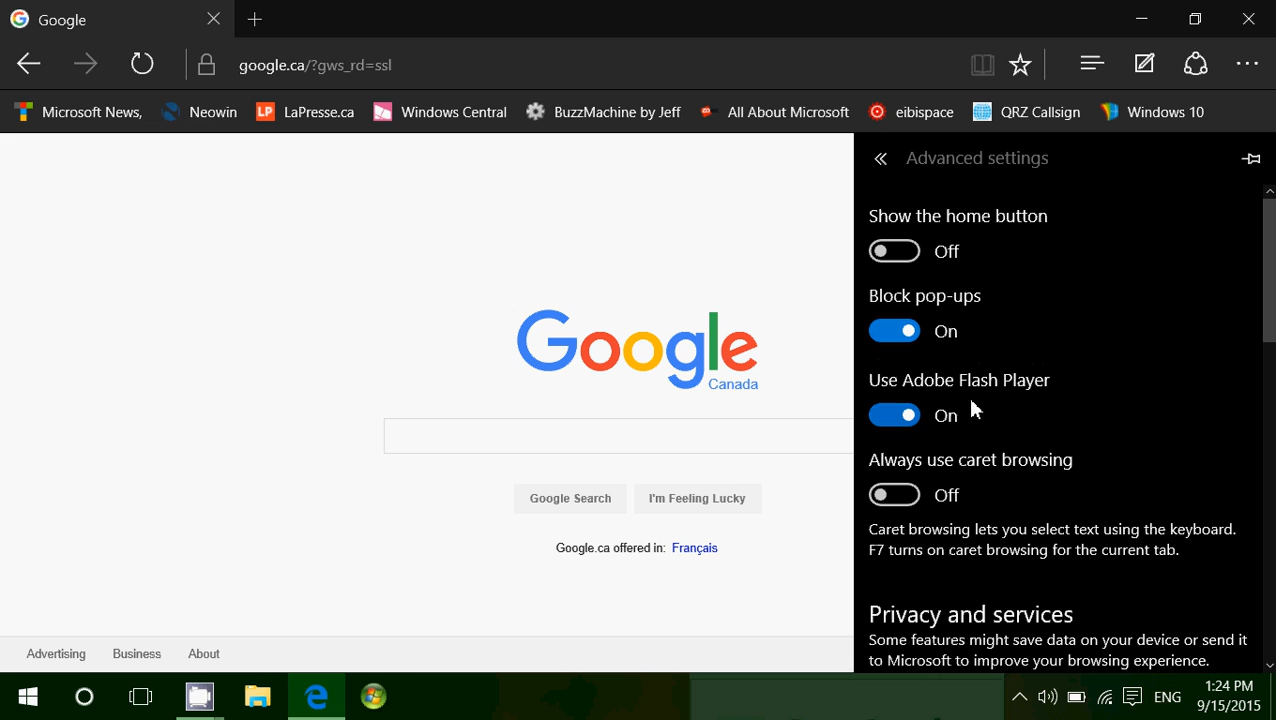 Google
google.ca/?gws_rd=ssl
Microsoft News,
Neowin
LP LaPresse.ca
Windows Central
BuzzMachine by Jeff
All About Microsoft
eibispace
QRZ Callsign
Windows 10
Advanced settings
Show the home button
Off
Block pop-ups
On
Use Adobe Flash Player
On
Always use caret browsing
Off
Caret browsing lets you select text using the keyboard.
F7 turns on caret browsing for the current tab.
Privacy and services
Some features might save data on your device or send it
to Microsoft to improve your browsing experience.
Google
Canada
Google Search
I'm Feeling Lucky
Google.ca offered in: Français
Advertising
Business
About
ENG
1:24 PM
9/15/2015